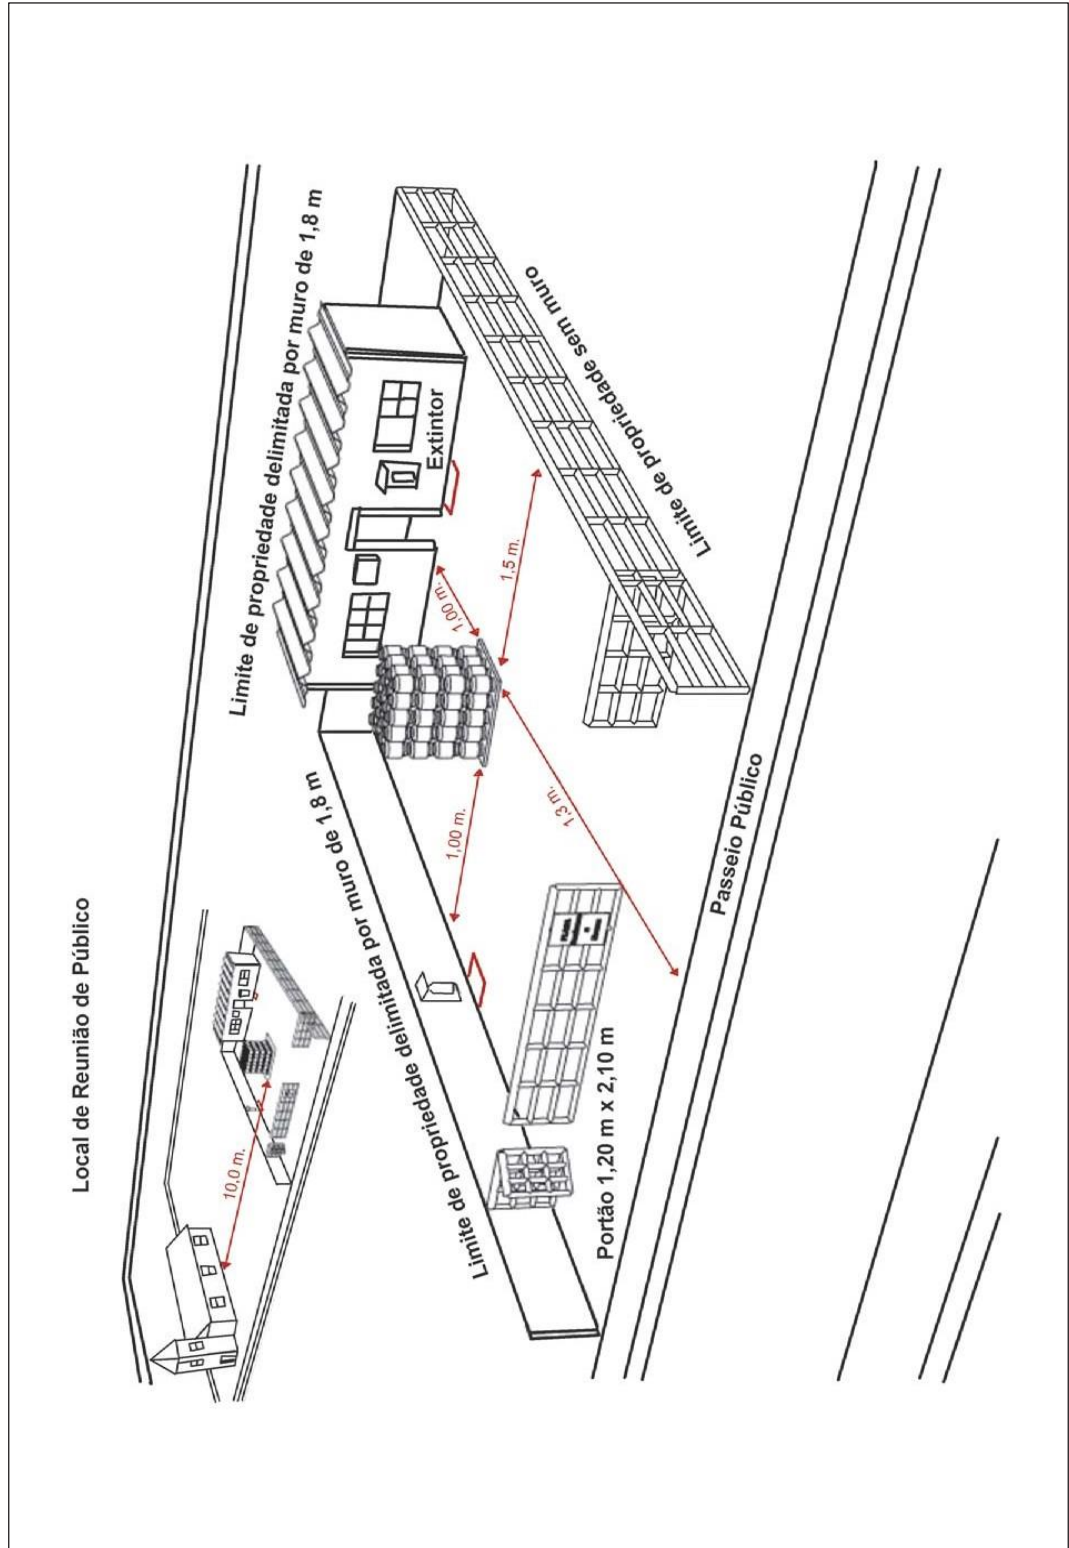 Local de Reunião de Público
10,0 m.
Limite de propriedade delimitada por muro de 1,8 m
Limite de propriedade delimitada por muro de 1,8 m
Extintor
1,00 m.
1,5 m.
1,00 m.
1,3 m.
Limite de propriedade sem muro
Portão 1,20 m x 2,10 m
Passeio Público